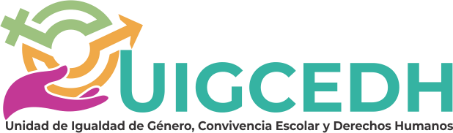 UIGCEDH
Unidad de Igualdad de Género, Convivencia Escolar y Derechos Humanos